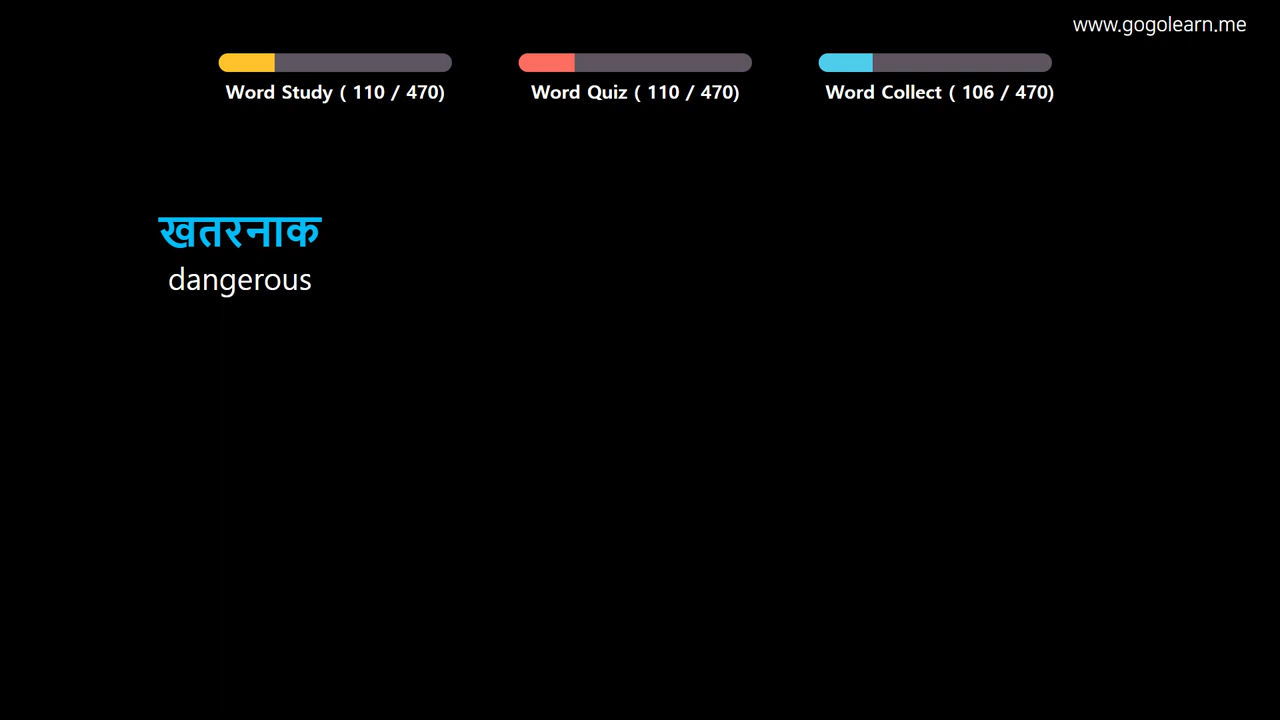 www.gogolearn.me
Word Study ( 110 / 470)
Word Quiz ( 110 / 470)
Word Collect ( 106 / 470)
खतरनाक
dangerous